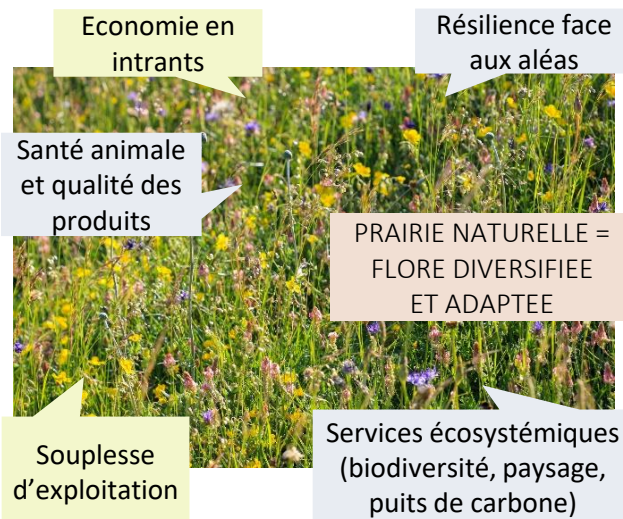 Economie en
intrants
Résilience face
aux aléas
Santé animale
et qualité des
produits
PRAIRIE NATURELLE =
FLORE DIVERSIFIEE
ET ADAPTEE
Souplesse
d’exploitation
Services écosystémiques
(biodiversité, paysage,
puits de carbone)